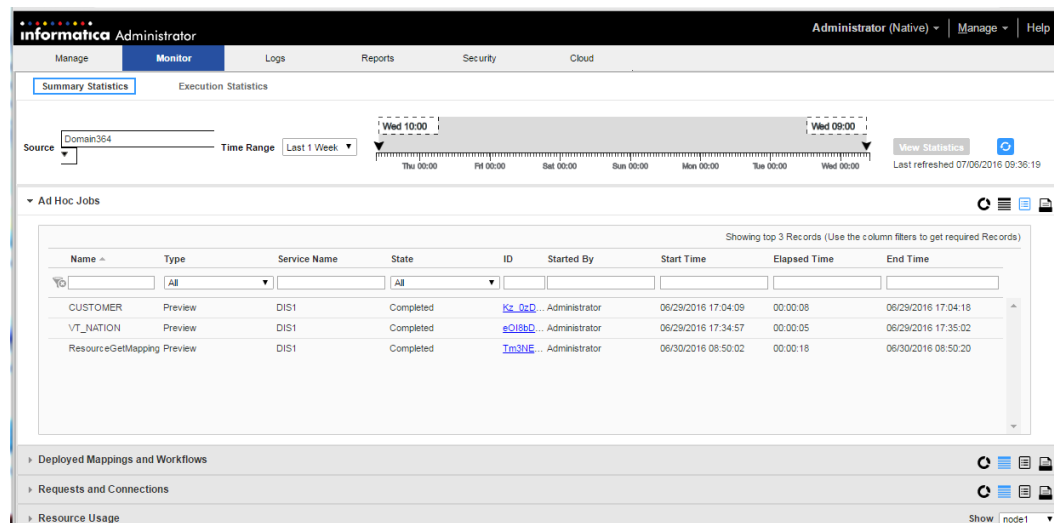 informatica Administrator
Administrator (Native) Manage Help
Manage Monitor Logs Reports Security Cloud
Summary Statistics Execution Statistics
Source Domain364 Time Range Last 1 Week
Wed 10:00 Wed 09:00
Thu 00:00 Fri 00:00 Sat 00:00 Sun 00:00 Mon 00:00 Tue 00:00 Wed 00:00
View Statistics
Last refreshed 07/06/2016 09:36:19
Ad Hoc Jobs
Showing top 3 Records (Use the column filters to get required Records)
Name Type Service Name State ID Started By Start Time Elapsed Time End Time
All All
CUSTOMER Preview DIS1 Completed Kz_0zD... Administrator 06/29/2016 17:04:09 00:00:08 06/29/2016 17:04:18
VT_NATION Preview DIS1 Completed eOI8bD... Administrator 06/29/2016 17:34:57 00:00:05 06/29/2016 17:35:02
ResourceGetMapping Preview DIS1 Completed Tm3NE... Administrator 06/30/2016 08:50:02 00:00:18 06/30/2016 08:50:20
Deployed Mappings and Workflows
Requests and Connections
Resource Usage Show node1